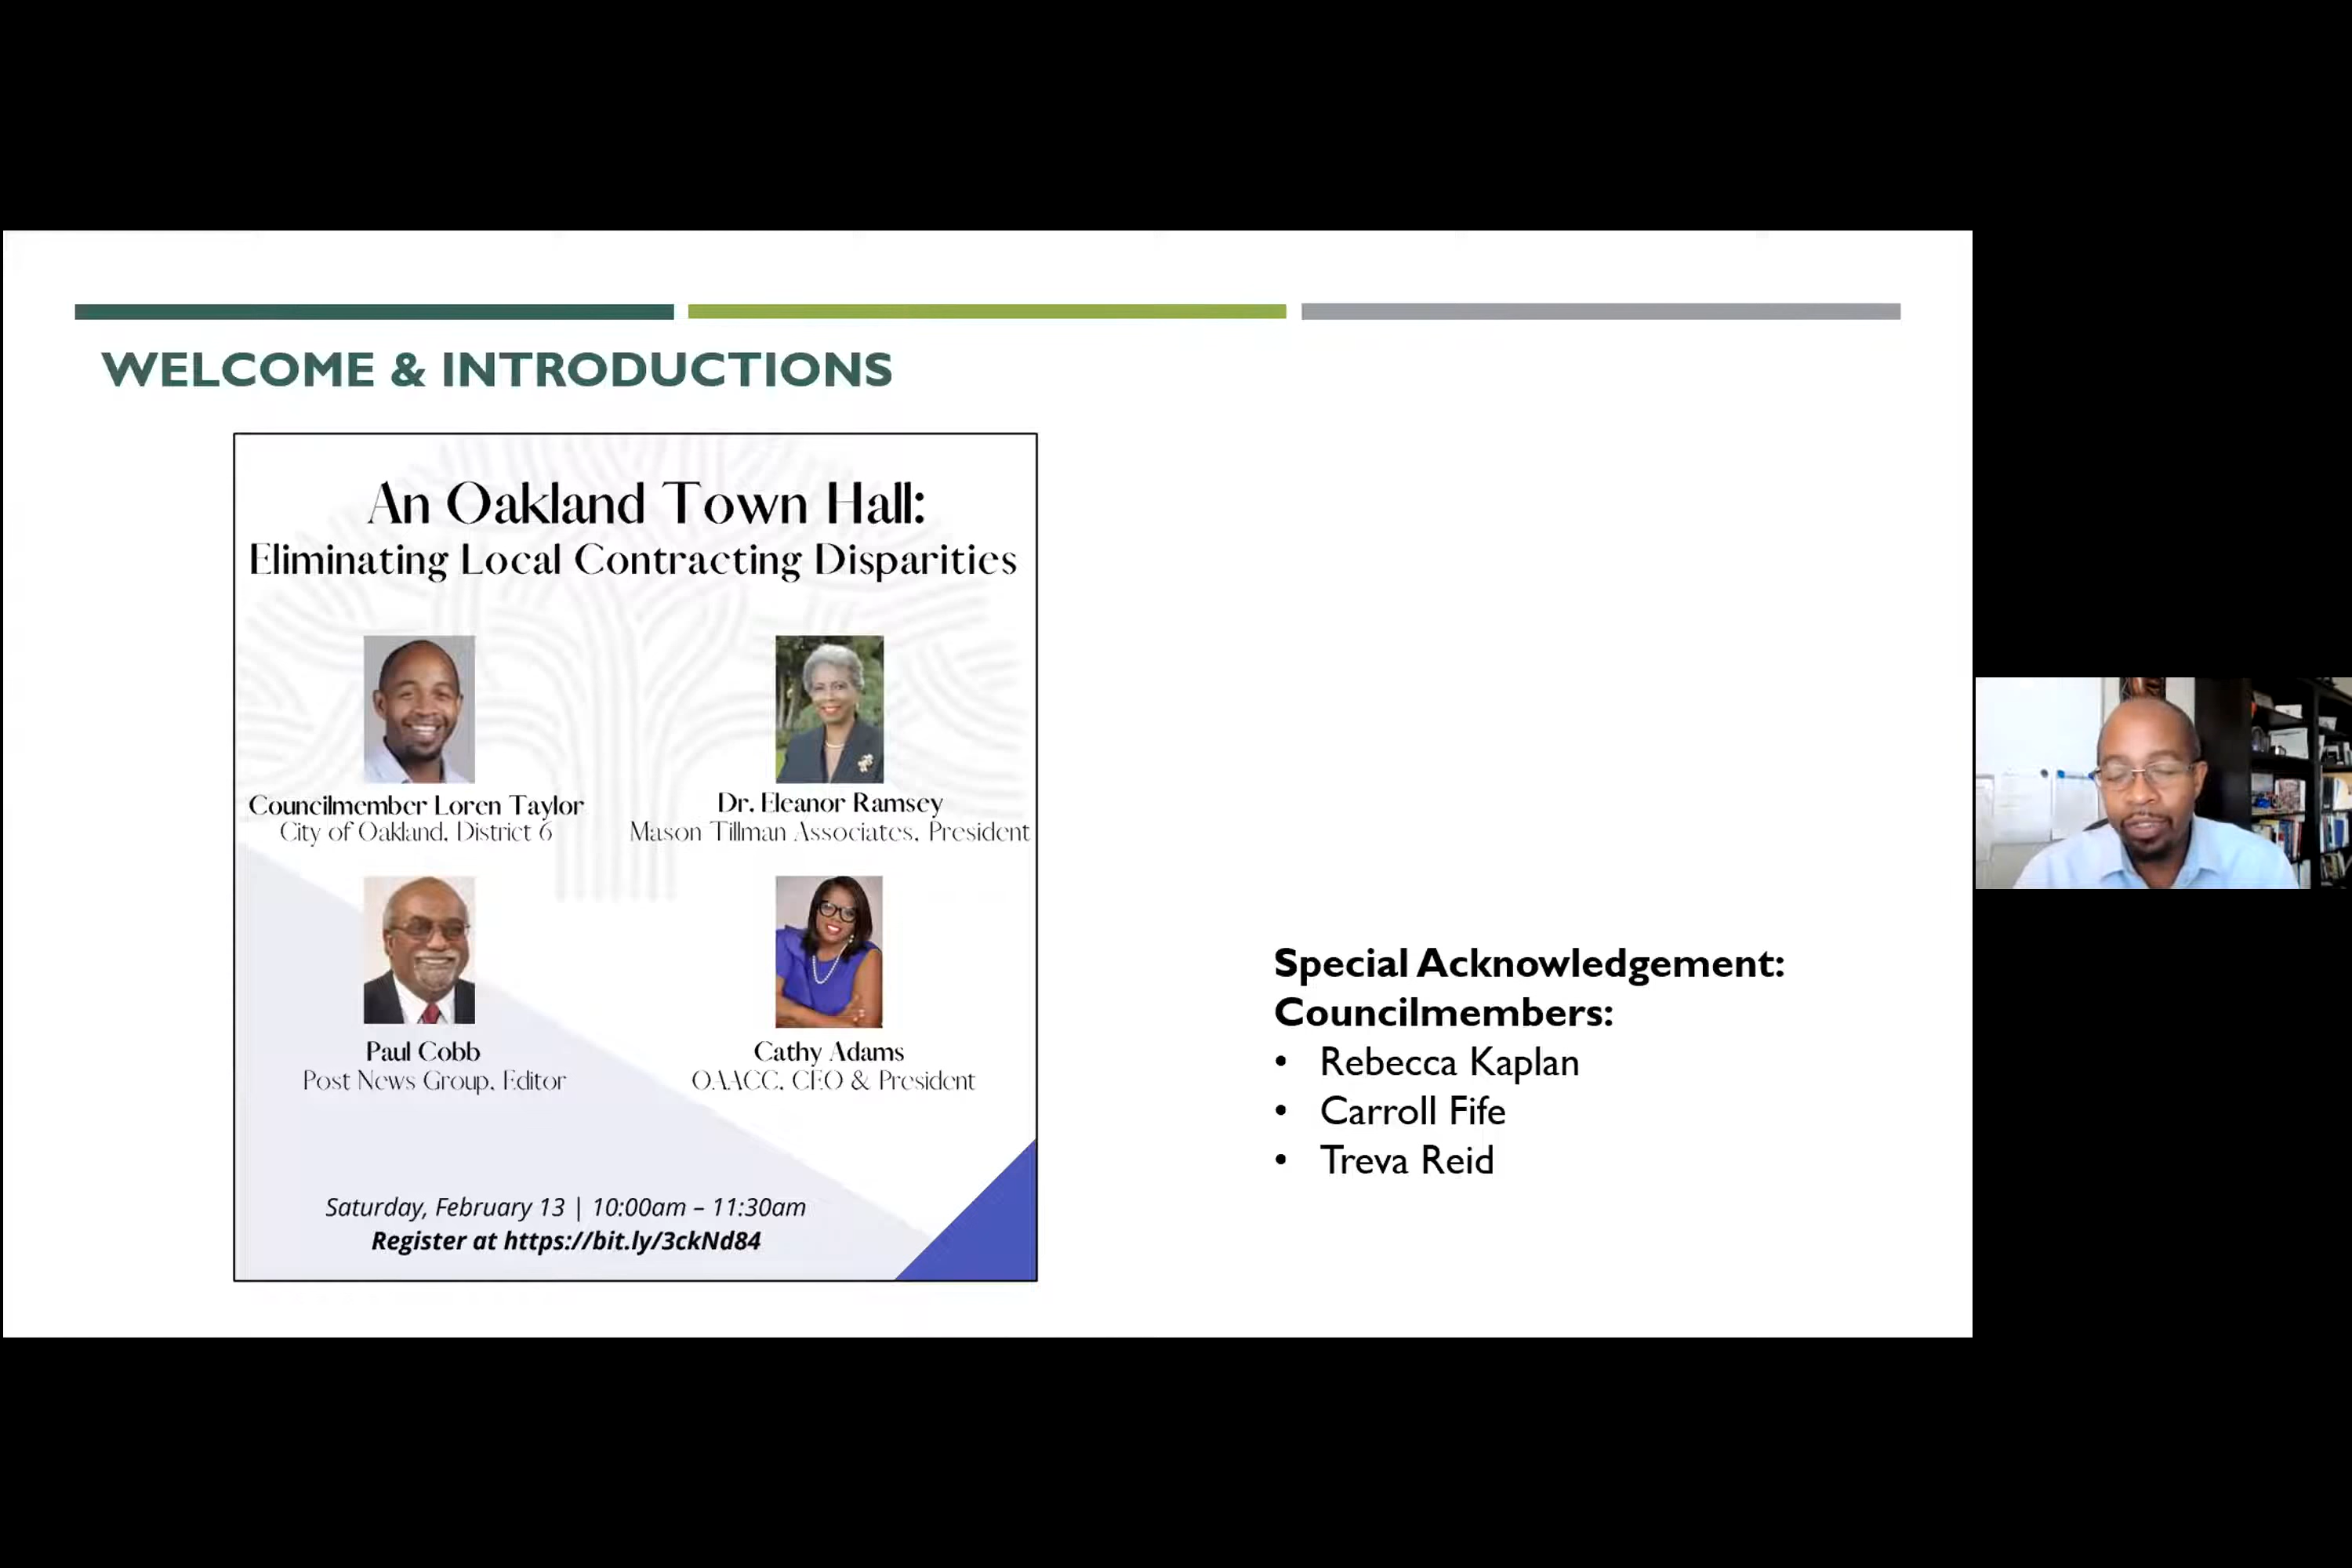 WELCOME & INTRODUCTIONS
An Oakland Town Hall:
Eliminating Local Contracting Disparities
Councilmember Loren Taylor
City of Oakland, District 6
Dr. Eleanor Ramsey
Mason Tillman Associates, President
Paul Cobb
Post News Group, Editor
Cathy Adams
OAACC, CEO & President
Saturday, February 13 | 10:00am – 11:30am
Register at https://bit.ly/3ckNd84
Special Acknowledgement:
Councilmembers:
• Rebecca Kaplan
• Carroll Fife
• Treva Reid